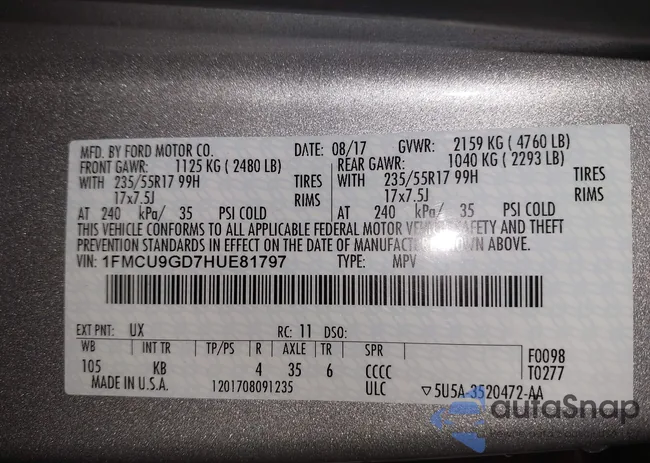 MFD. BY FORD MOTOR CO. DATE: 08/17 GVWR: 2159 KG ( 4760 LB)
FRONT GAWR: 1125 KG ( 2480 LB) REAR GAWR: 1040 KG ( 2293 LB)
WITH 235/55R17 99H TIRES WITH 235/55R17 99H TIRES
17x7.5J RIMS 17x7.5J RIMS
AT 240 kPa/ 35 PSI COLD AT 240 kPa/ 35 PSI COLD
THIS VEHICLE CONFORMS TO ALL APPLICABLE FEDERAL MOTOR VEHICLE SAFETY AND THEFT
PREVENTION STANDARDS IN EFFECT ON THE DATE OF MANUFACTURE SHOWN ABOVE.
VIN: 1FMCU9GD7HUE81797 TYPE: MPV
EXT PNT: UX RC: 11 DSO:
WB INT TR TP/PS R AXLE TR SPR
105 KB 4 35 6 CCCC
F0098
T0277
MADE IN U.S.A. 1201708091235 ULC ▽5U5A-3520472-AA
autoSnap